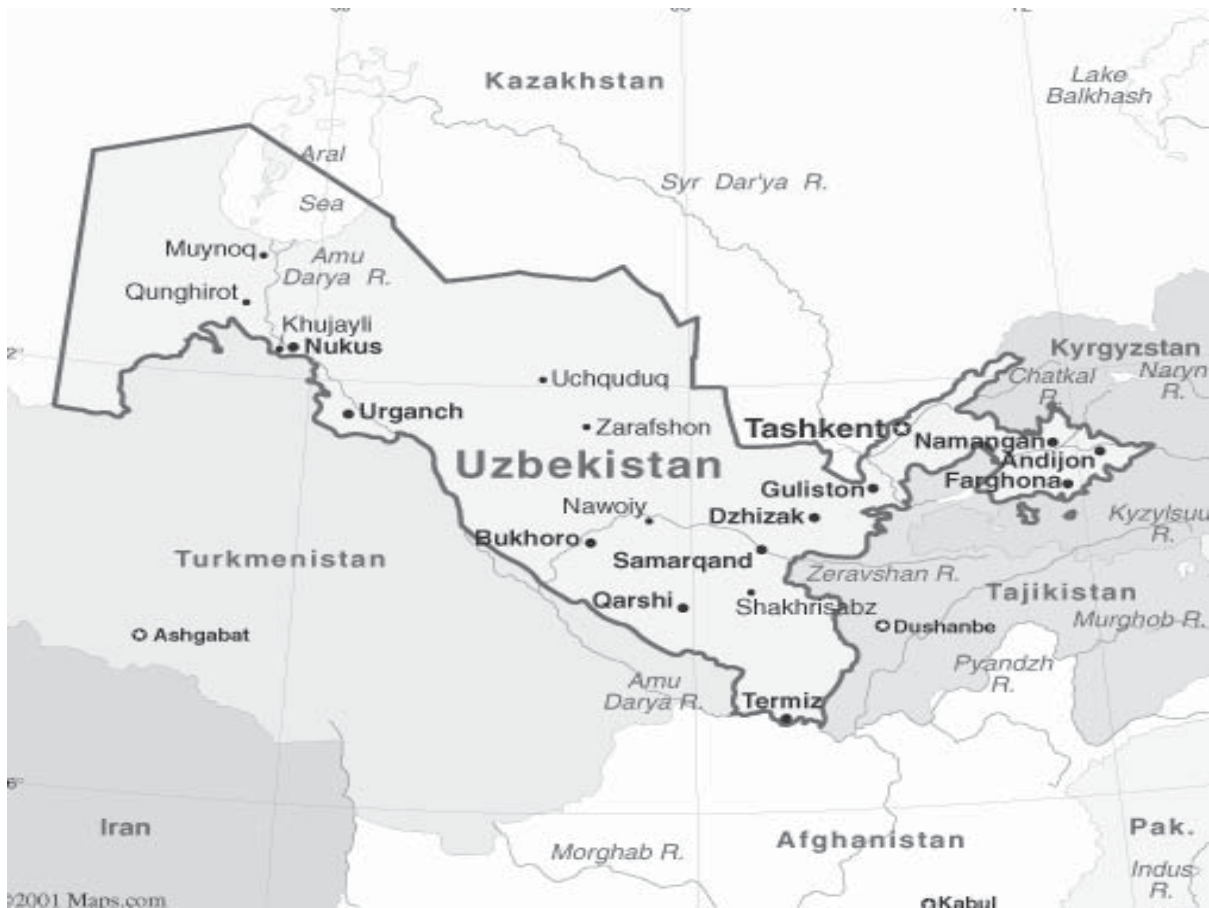 Kazakhstan
Lake
Balkhash
Aral
Sea
Syr Dar'ya R.
Muynoq
Amu
Darya R.
Qunghirot
Khujayli
Nukus
Kyrgyzstan
Chatkal
R.
Naryn
R.
Uchquduq
Urganch
Zarafshon
Tashkent
Namangan
Andijon
Farghona
Uzbekistan
Guliston
Nawoiy
Dzhizak
Kyzylsuu
R.
Bukhoro
Samarqand
Turkmenistan
Zeravshan R.
Tajikistan
Qarshi
Shakhrisabz
Murghob R.
Ashgabat
Dushanbe
Pyandzh
R.
Amu
Darya R.
Termiz
Iran
Afghanistan
Pak.
Morghab R.
Indus
R.
©2001 Maps.com
Kabul